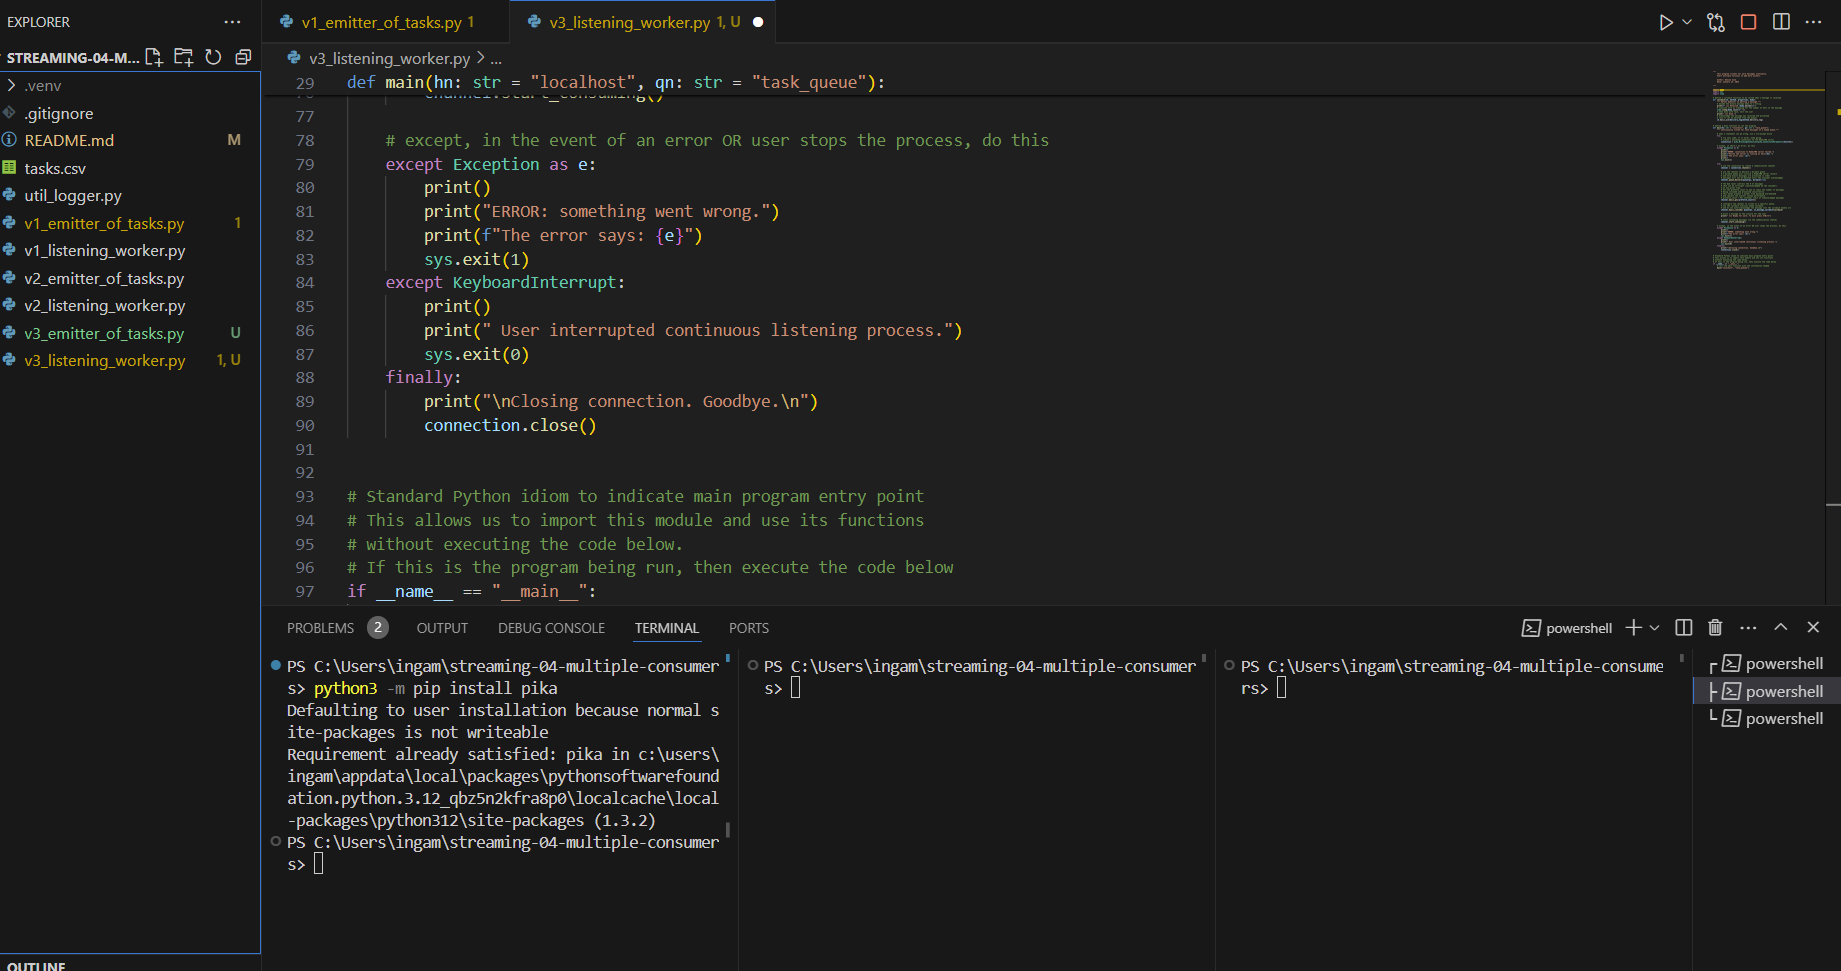 EXPLORER
STREAMING-04-M...
.venv
.gitignore
README.md M
tasks.csv
util_logger.py
v1_emitter_of_tasks.py 1
v1_listening_worker.py
v2_emitter_of_tasks.py
v2_listening_worker.py
v3_emitter_of_tasks.py U
v3_listening_worker.py 1, U
OUTLINE
v1_emitter_of_tasks.py 1
v3_listening_worker.py 1, U
v3_listening_worker.py > ...
29 def main(hn: str = "localhost", qn: str = "task_queue"):
76 channel.start_consuming()
77
78 # except, in the event of an error OR user stops the process, do this
79 except Exception as e:
80 print()
81 print("ERROR: something went wrong.")
82 print(f"The error says: {e}")
83 sys.exit(1)
84 except KeyboardInterrupt:
85 print()
86 print(" User interrupted continuous listening process.")
87 sys.exit(0)
88 finally:
89 print("\nClosing connection. Goodbye.\n")
90 connection.close()
91
92
93 # Standard Python idiom to indicate main program entry point
94 # This allows us to import this module and use its functions
95 # without executing the code below.
96 # If this is the program being run, then execute the code below
97 if __name__ == "__main__":
PROBLEMS 2 OUTPUT DEBUG CONSOLE TERMINAL PORTS
powershell
PS C:\Users\ingam\streaming-04-multiple-consumer
s> python3 -m pip install pika
Defaulting to user installation because normal s
ite-packages is not writeable
Requirement already satisfied: pika in c:\users\
ingam\appdata\local\packages\pythonsoftwarefound
ation.python.3.12_qbz5n2kfra8p0\localcache\local
-packages\python312\site-packages (1.3.2)
PS C:\Users\ingam\streaming-04-multiple-consumer
s>
PS C:\Users\ingam\streaming-04-multiple-consumer
s>
PS C:\Users\ingam\streaming-04-multiple-consume
rs>
powershell
powershell
powershell